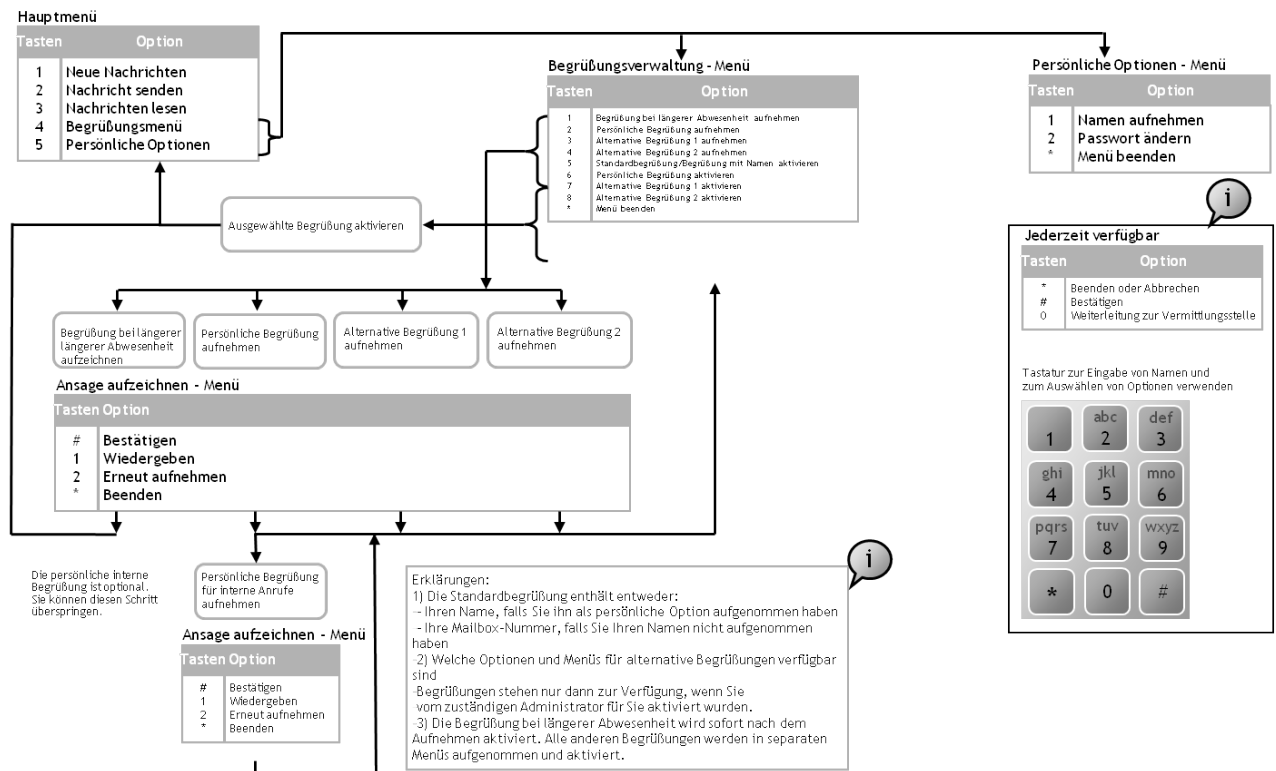 Hauptmenü
Tasten Option
1 Neue Nachrichten
2 Nachricht senden
3 Nachrichten lesen
4 Begrüßungsmenü
5 Persönliche Optionen
Begrüßungsverwaltung - Menü
Tasten Option
1 Begrüßung bei längerer Abwesenheit aufnehmen
2 Persönliche Begrüßung aufnehmen
3 Alternative Begrüßung 1 aufnehmen
4 Alternative Begrüßung 2 aufnehmen
5 Standardbegrüßung/Begrüßung mit Namen aktivieren
6 Persönliche Begrüßung aktivieren
7 Alternative Begrüßung 1 aktivieren
8 Alternative Begrüßung 2 aktivieren
* Menü beenden
Persönliche Optionen - Menü
Tasten Option
1 Namen aufnehmen
2 Passwort ändern
* Menü beenden
Ausgewählte Begrüßung aktivieren
i
Jederzeit verfügbar
Tasten Option
* Beenden oder Abbrechen
# Bestätigen
0 Weiterleitung zur Vermittlungsstelle
Tastatur zur Eingabe von Namen und
zum Auswählen von Optionen verwenden
1
abc
2
def
3
ghi
4
jkl
5
mno
6
pqrs
7
tuv
8
wxyz
9
*
0
#
Begrüßung bei längerer
längerer Abwesenheit
aufzeichnen
Persönliche Begrüßung
aufnehmen
Alternative Begrüßung 1
aufnehmen
Alternative Begrüßung 2
aufnehmen
Ansage aufzeichnen - Menü
Tasten Option
# Bestätigen
1 Wiedergeben
2 Erneut aufnehmen
* Beenden
Die persönliche interne
Begrüßung ist optional.
Sie können diesen Schritt
überspringen.
Persönliche Begrüßung
für interne Anrufe
aufnehmen
Ansage aufzeichnen - Menü
Tasten Option
# Bestätigen
1 Wiedergeben
2 Erneut aufnehmen
* Beenden
i
Erklärungen:
1) Die Standardbegrüßung enthält entweder:
-- Ihren Name, falls Sie ihn als persönliche Option aufgenommen haben
- Ihre Mailbox-Nummer, falls Sie Ihren Namen nicht aufgenommen
haben
-2) Welche Optionen und Menüs für alternative Begrüßungen verfügbar
sind
-Begrüßungen stehen nur dann zur Verfügung, wenn Sie
vom zuständigen Administrator für Sie aktiviert wurden.
-3) Die Begrüßung bei längerer Abwesenheit wird sofort nach dem
Aufnehmen aktiviert. Alle anderen Begrüßungen werden in separaten
Menüs aufgenommen und aktiviert.